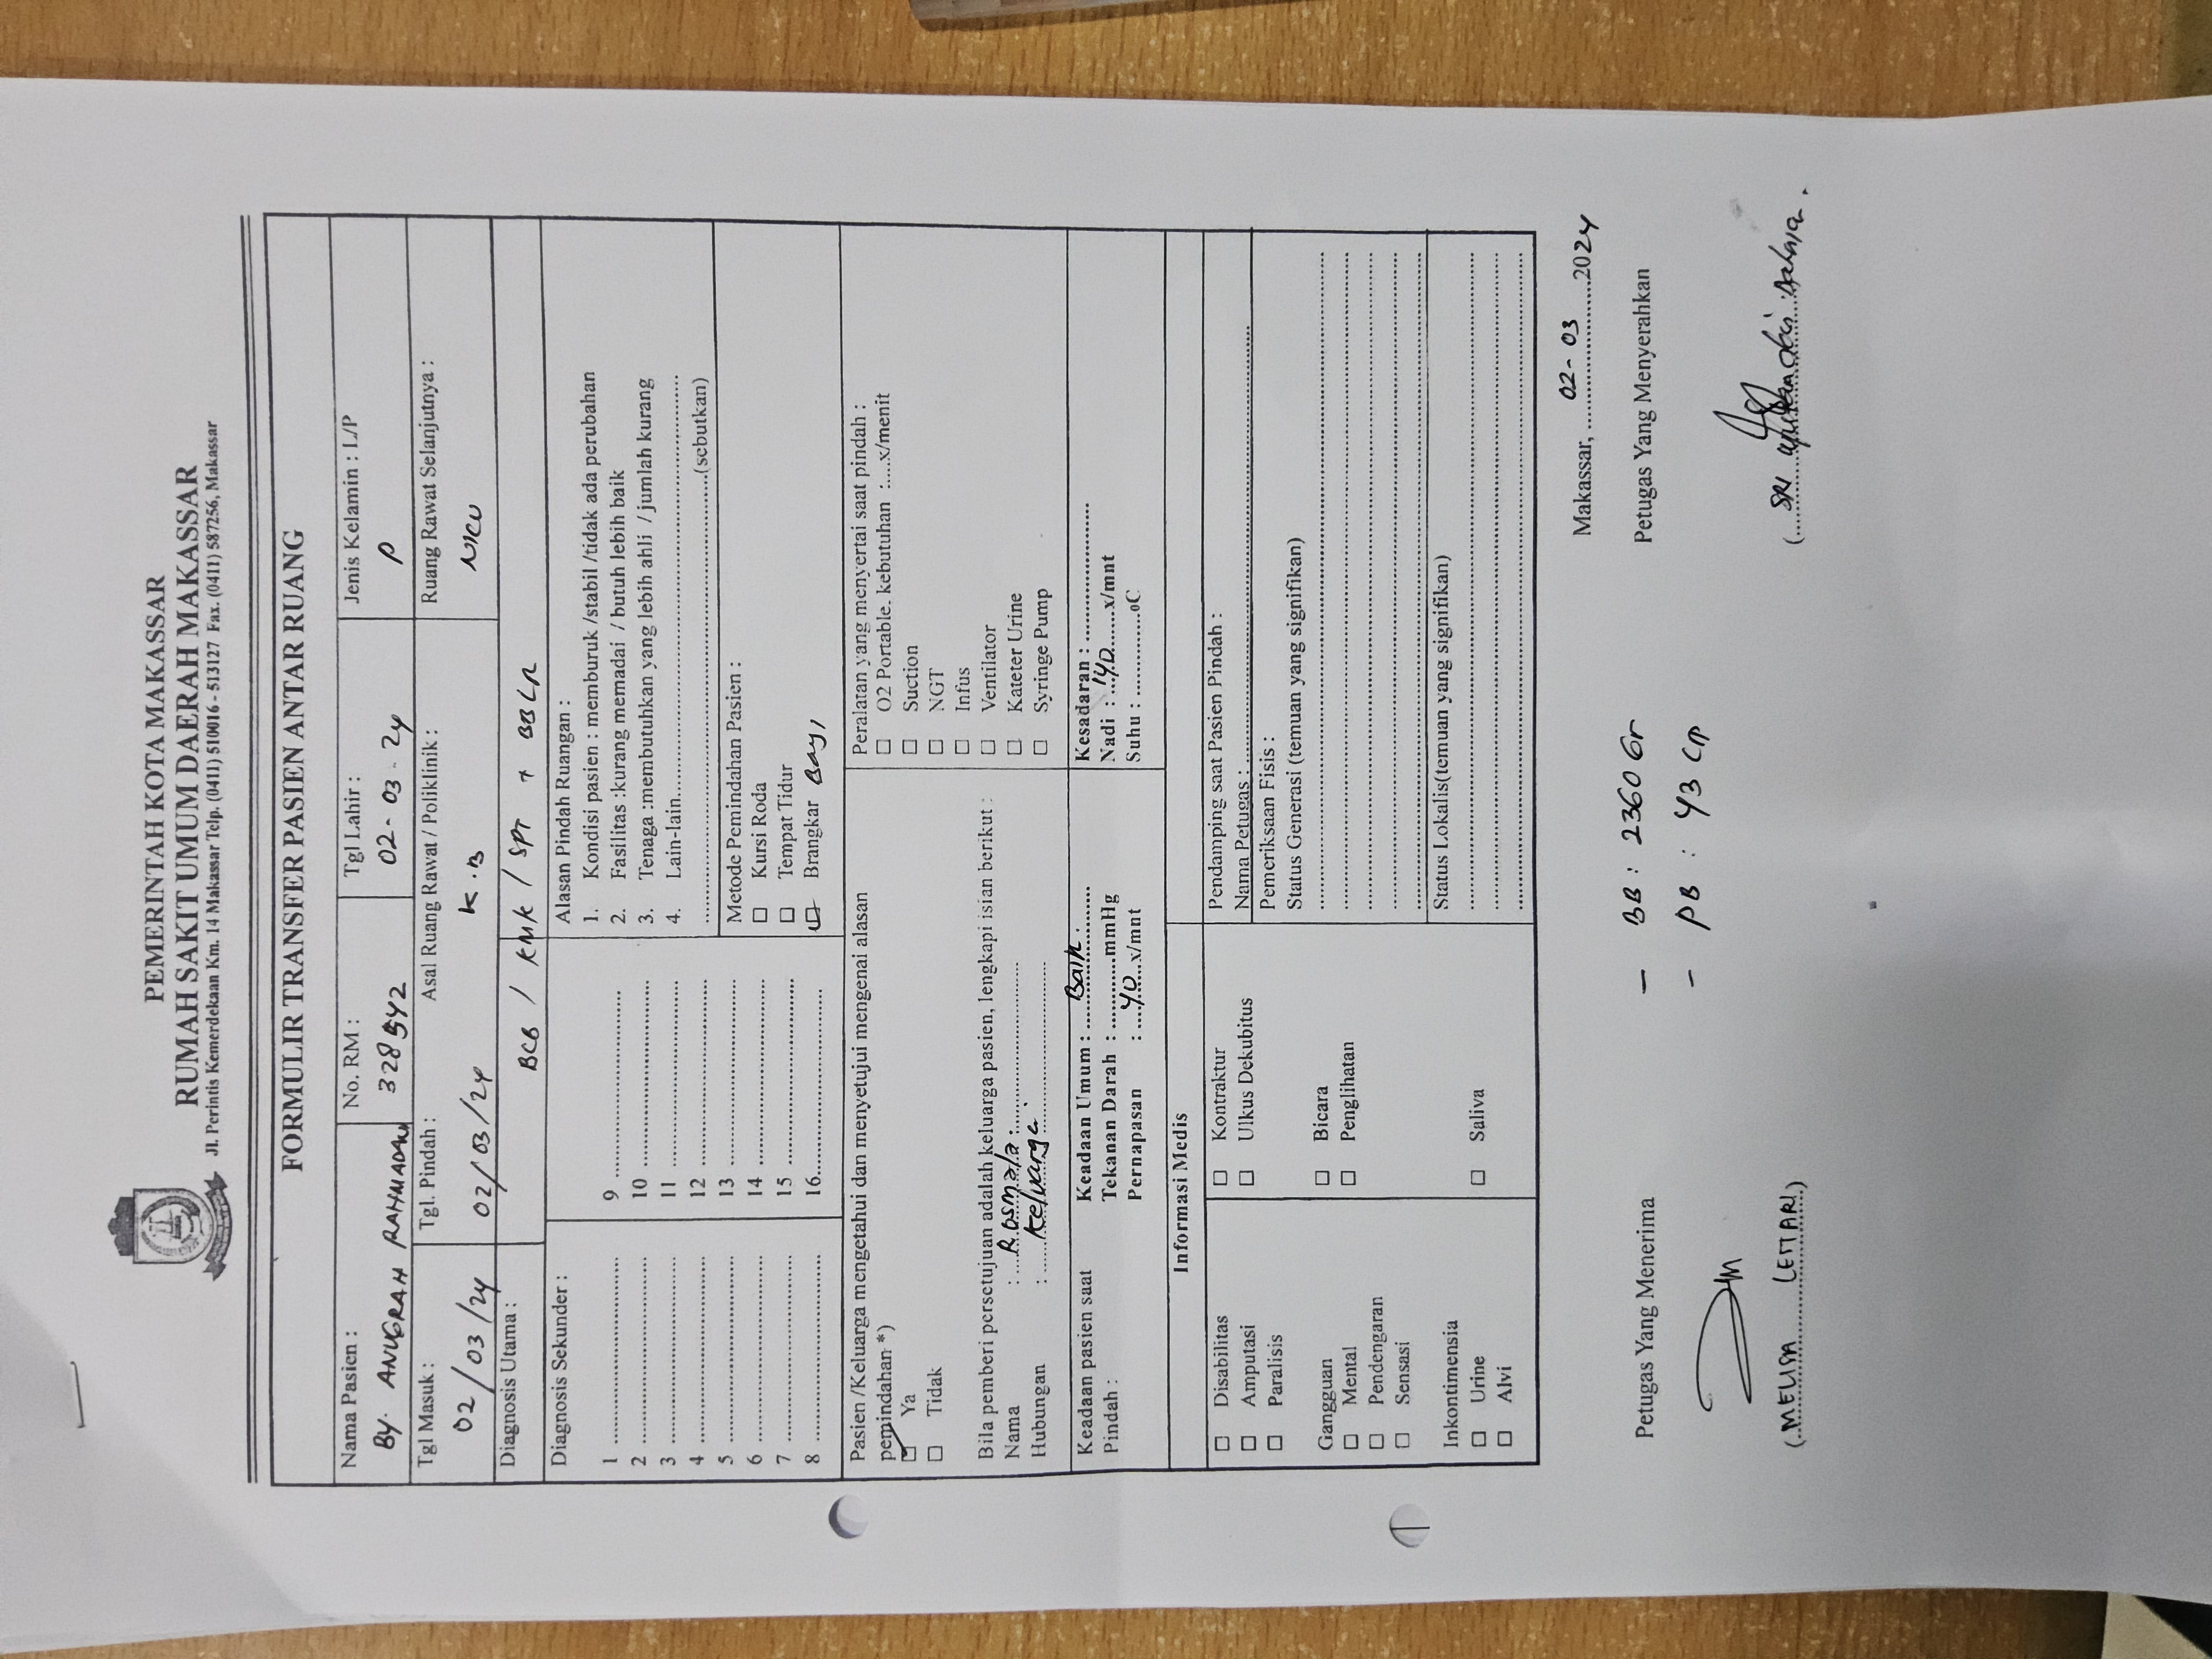 PEMERINTAH KOTA MAKASSAR
RUMAH SAKIT UMUM DAERAH MAKASSAR
Jl. Perintis Kemerdekaan Km. 14 Makassar Telp. (0411) 510016 - 513127 Fax. (0411) 587256, Makassar
FORMULIR TRANSFER PASIEN ANTAR RUANG
Nama Pasien : No. RM : Tgl Lahir : Jenis Kelamin : L/P
BY. ANUGRAH RAHMADANI 328542 02-03-24 P
Tgl Masuk : Tgl. Pindah : Asal Ruang Rawat / Poliklinik : Ruang Rawat Selanjutnya :
02/03/24 02/03/24 K.B NICU
Diagnosis Utama : BCB / KMK / SPT + BBLR
Diagnosis Sekunder : Alasan Pindah Ruangan :
1. Kondisi pasien : memburuk /stabil /tidak ada perubahan
1 .................... 9 ....................
2. Fasilitas :kurang memadai / butuh lebih baik
2 .................... 10 ....................
3. Tenaga :membutuhkan yang lebih ahli / jumlah kurang
3 .................... 11 ....................
4. Lain-lain....................
4 .................... 12 ....................
....................(sebutkan)
5 .................... 13 ....................
Metode Pemindahan Pasien :
6 .................... 14 ....................
☐ Kursi Roda
7 .................... 15 ....................
☐ Tempat Tidur
8 .................... 16....................
☑ Brangkar Bayi
Pasien /Keluarga mengetahui dan menyetujui mengenai alasan
pemindahan *)
☑ Ya
☐ Tidak
Bila pemberi persetujuan adalah keluarga pasien, lengkapi isian berikut :
Nama : Rosmala
Hubungan : Keluarga
Peralatan yang menyertai saat pindah :
☐ O2 Portable. kebutuhan :....x/menit
☐ Suction
☐ NGT
☐ Infus
☐ Ventilator
☐ Kateter Urine
☐ Syringe Pump
Keadaan pasien saat
Pindah :
Keadaan Umum : Baik
Tekanan Darah : ............mmHg
Pernapasan : 40 x/mnt
Kesadaran : ........................
Nadi : 140 x/mnt
Suhu : ..............oC
Informasi Medis
☐ Disabilitas ☐ Kontraktur
☐ Amputasi ☐ Ulkus Dekubitus
☐ Paralisis
Gangguan ☐ Bicara
☐ Mental ☐ Penglihatan
☐ Pendengaran
☐ Sensasi
Inkontimensia
☐ Urine ☐ Saliva
☐ Alvi
Pendamping saat Pasien Pindah :
Nama Petugas : ........................
Pemeriksaan Fisis :
Status Generasi (temuan yang signifikan)
Status Lokalis(temuan yang signifikan)
Makassar, 02-03 2024
Petugas Yang Menerima
- BB : 2360 Gr
- PB : 43 cm
Petugas Yang Menyerahkan
(MELISA LESTARI)
(SRI